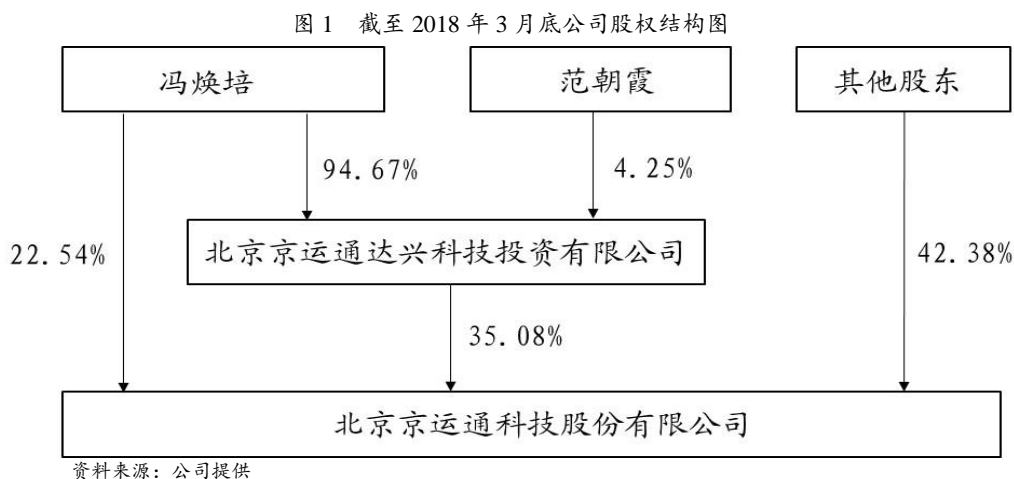 图 1 截至 2018 年 3 月底公司股权结构图
冯焕培
范朝霞
其他股东
94.67%
4.25%
22.54%
北京京运通达兴科技投资有限公司
42.38%
35.08%
北京京运通科技股份有限公司
资料来源：公司提供